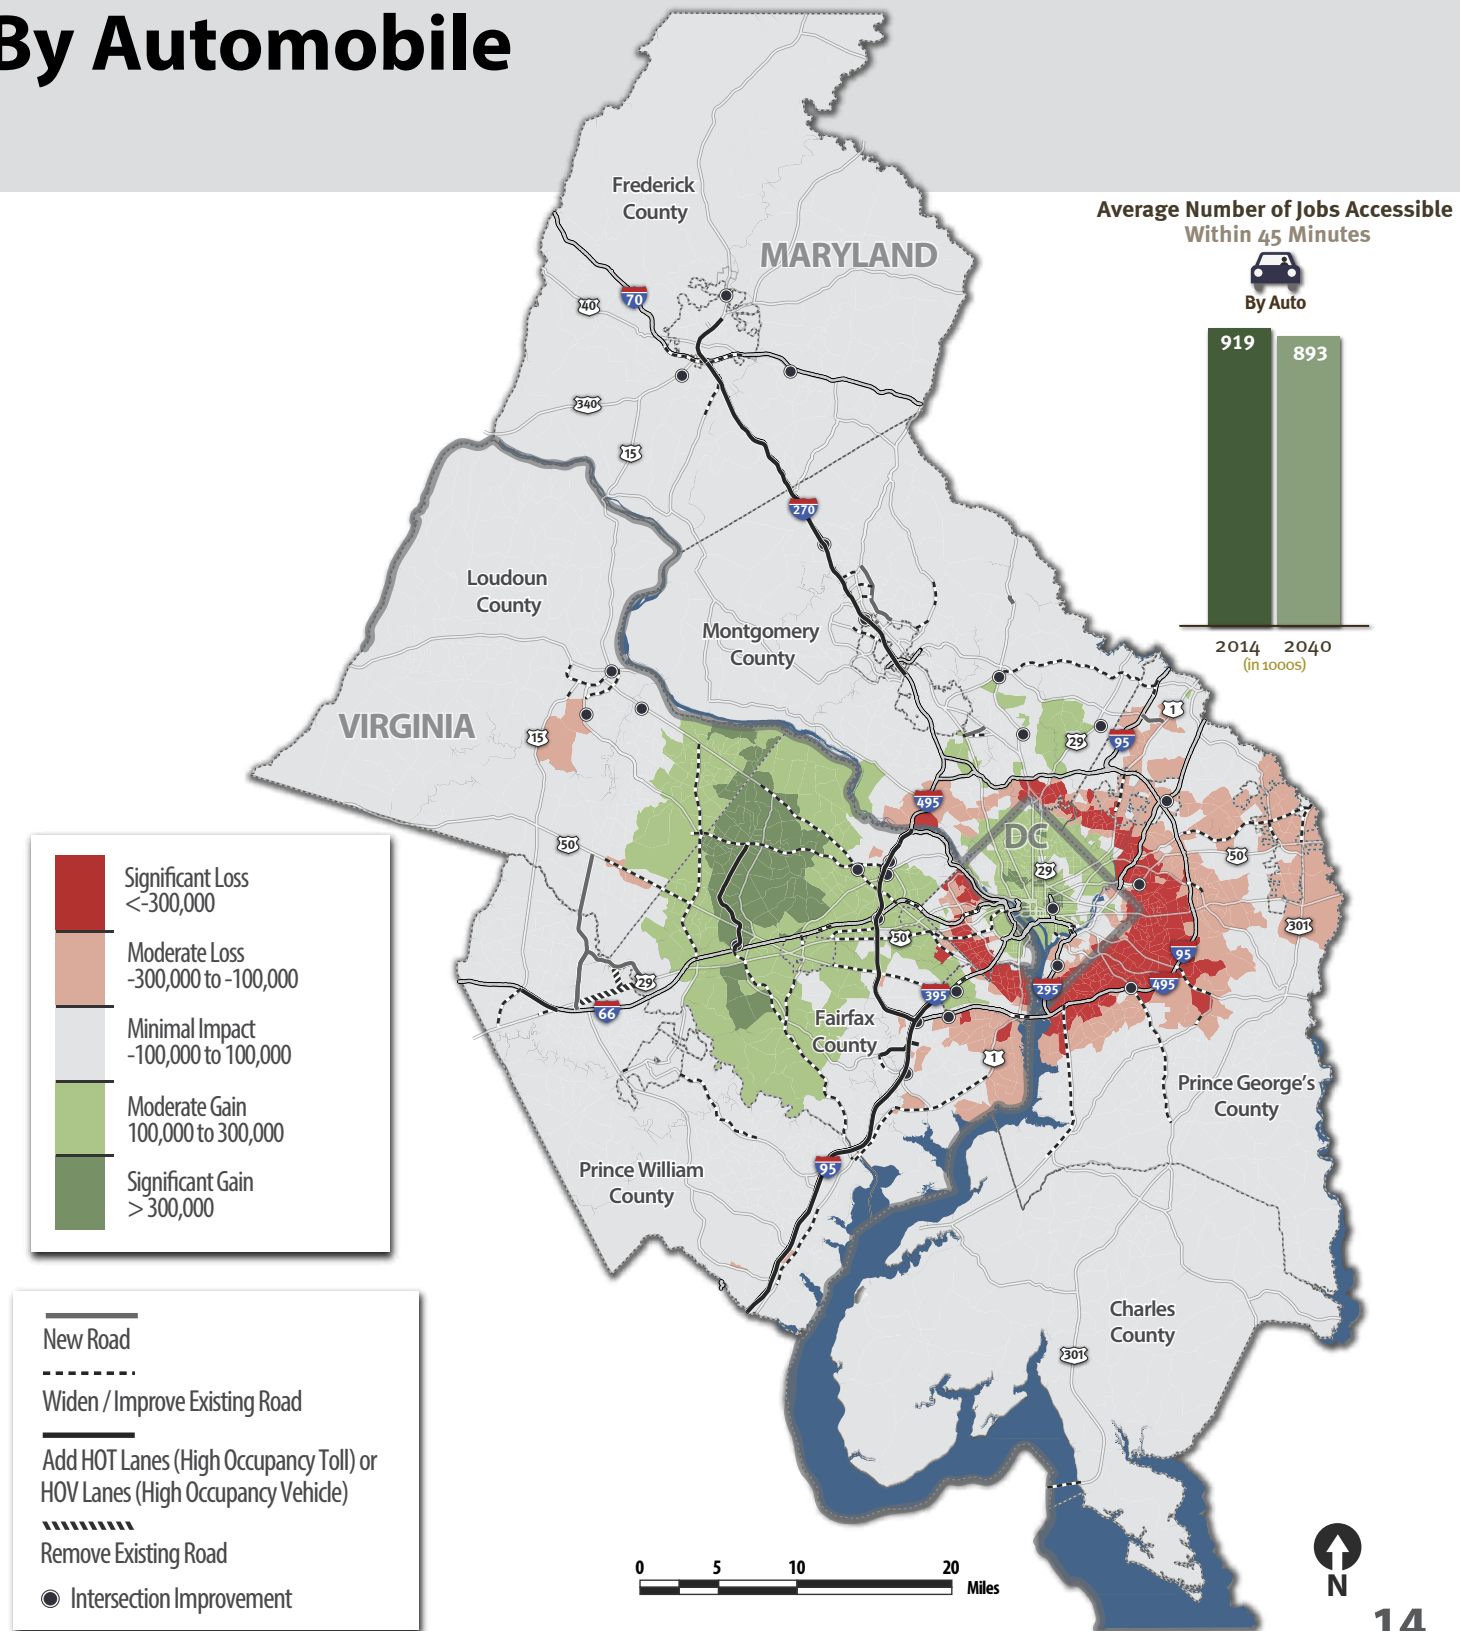 By Automobile
Frederick
County
MARYLAND
Average Number of Jobs Accessible
Within 45 Minutes
By Auto
919
893
2014
2040
(in 1000s)
70
40
340
15
270
Loudoun
County
Montgomery
County
VIRGINIA
15
1
29
95
495
DC
50
29
50
301
50
95
495
295
395
29
66
Fairfax
County
1
Prince George's
County
Prince William
County
95
Charles
County
301
Significant Loss
<-300,000
Moderate Loss
-300,000 to -100,000
Minimal Impact
-100,000 to 100,000
Moderate Gain
100,000 to 300,000
Significant Gain
> 300,000
New Road
Widen / Improve Existing Road
Add HOT Lanes (High Occupancy Toll) or
HOV Lanes (High Occupancy Vehicle)
Remove Existing Road
Intersection Improvement
0 5 10 20
Miles
N
14